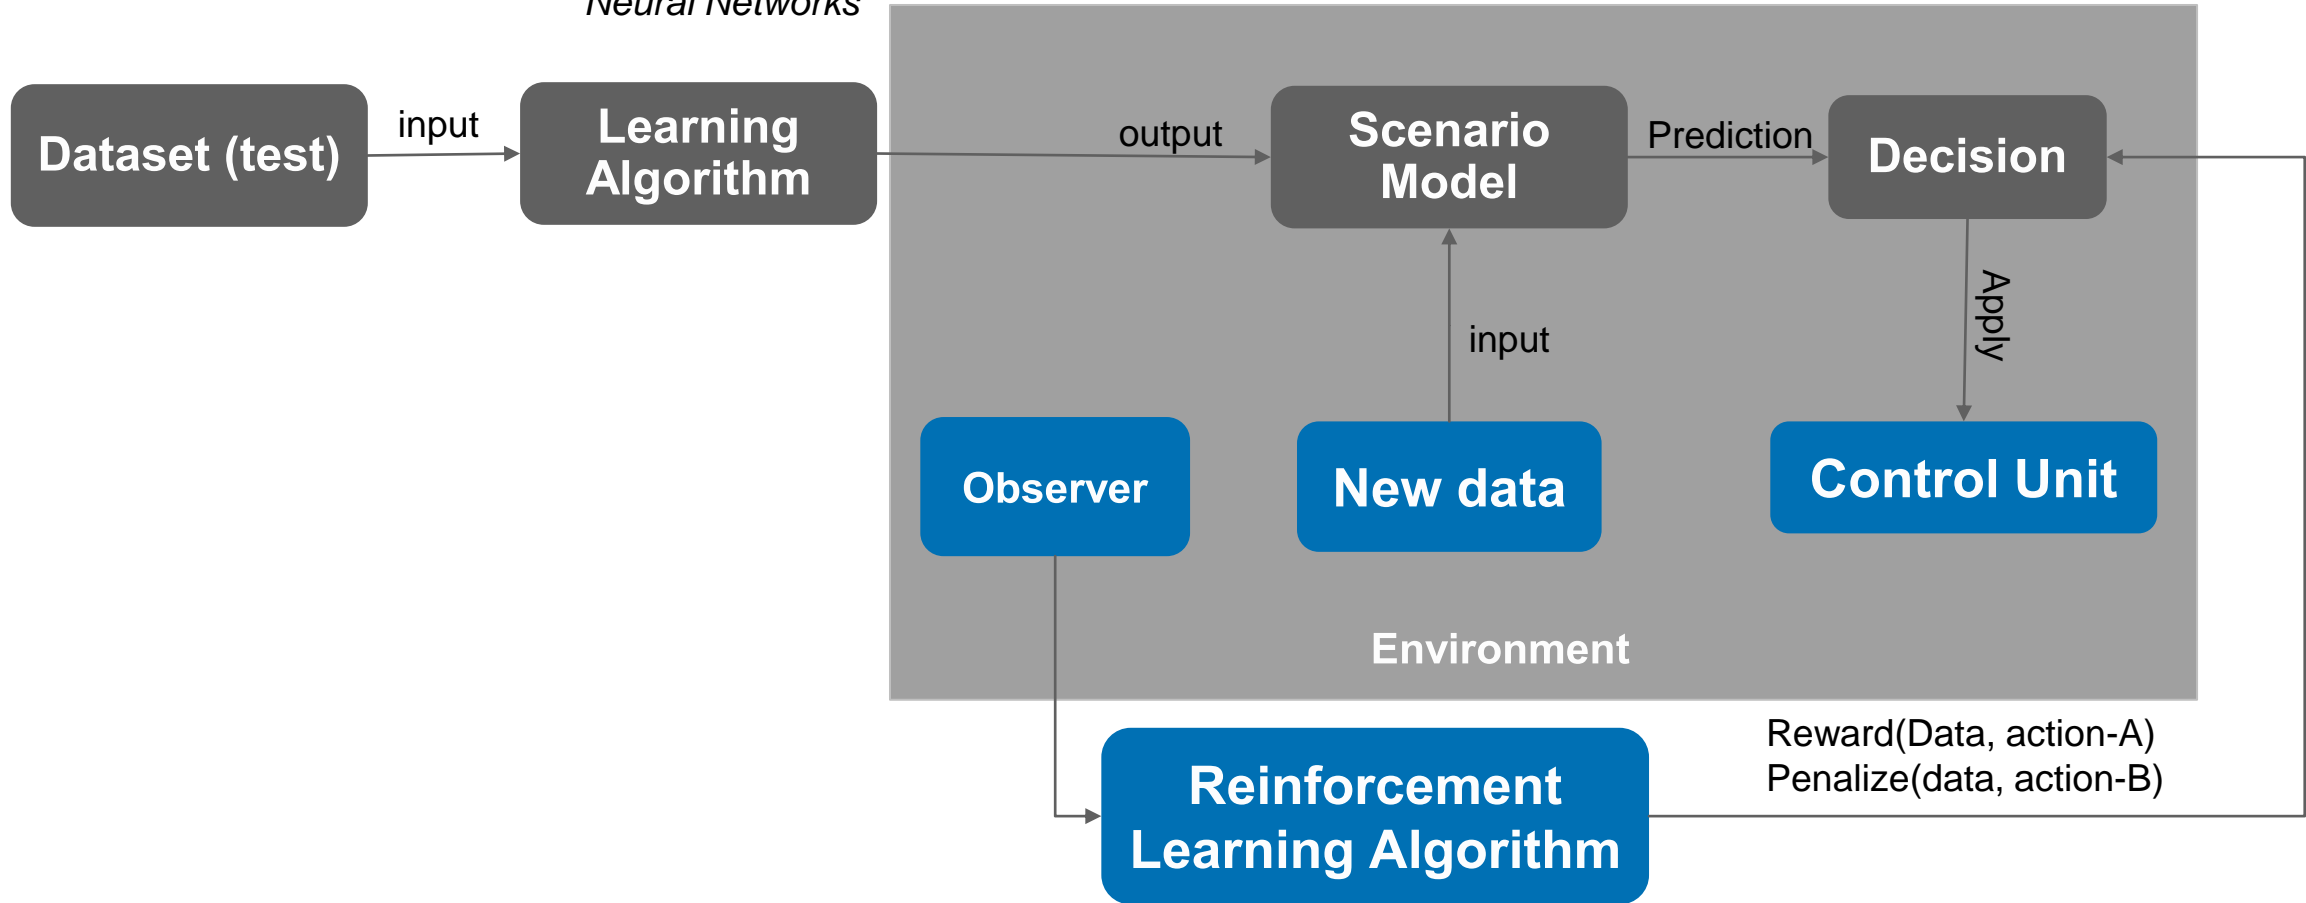 Neural Networks
Dataset (test)
input
Learning
Algorithm
output
Scenario
Model
Prediction
Decision
Apply
input
Observer
New data
Control Unit
Environment
Reinforcement
Learning Algorithm
Reward(Data, action-A)
Penalize(data, action-B)